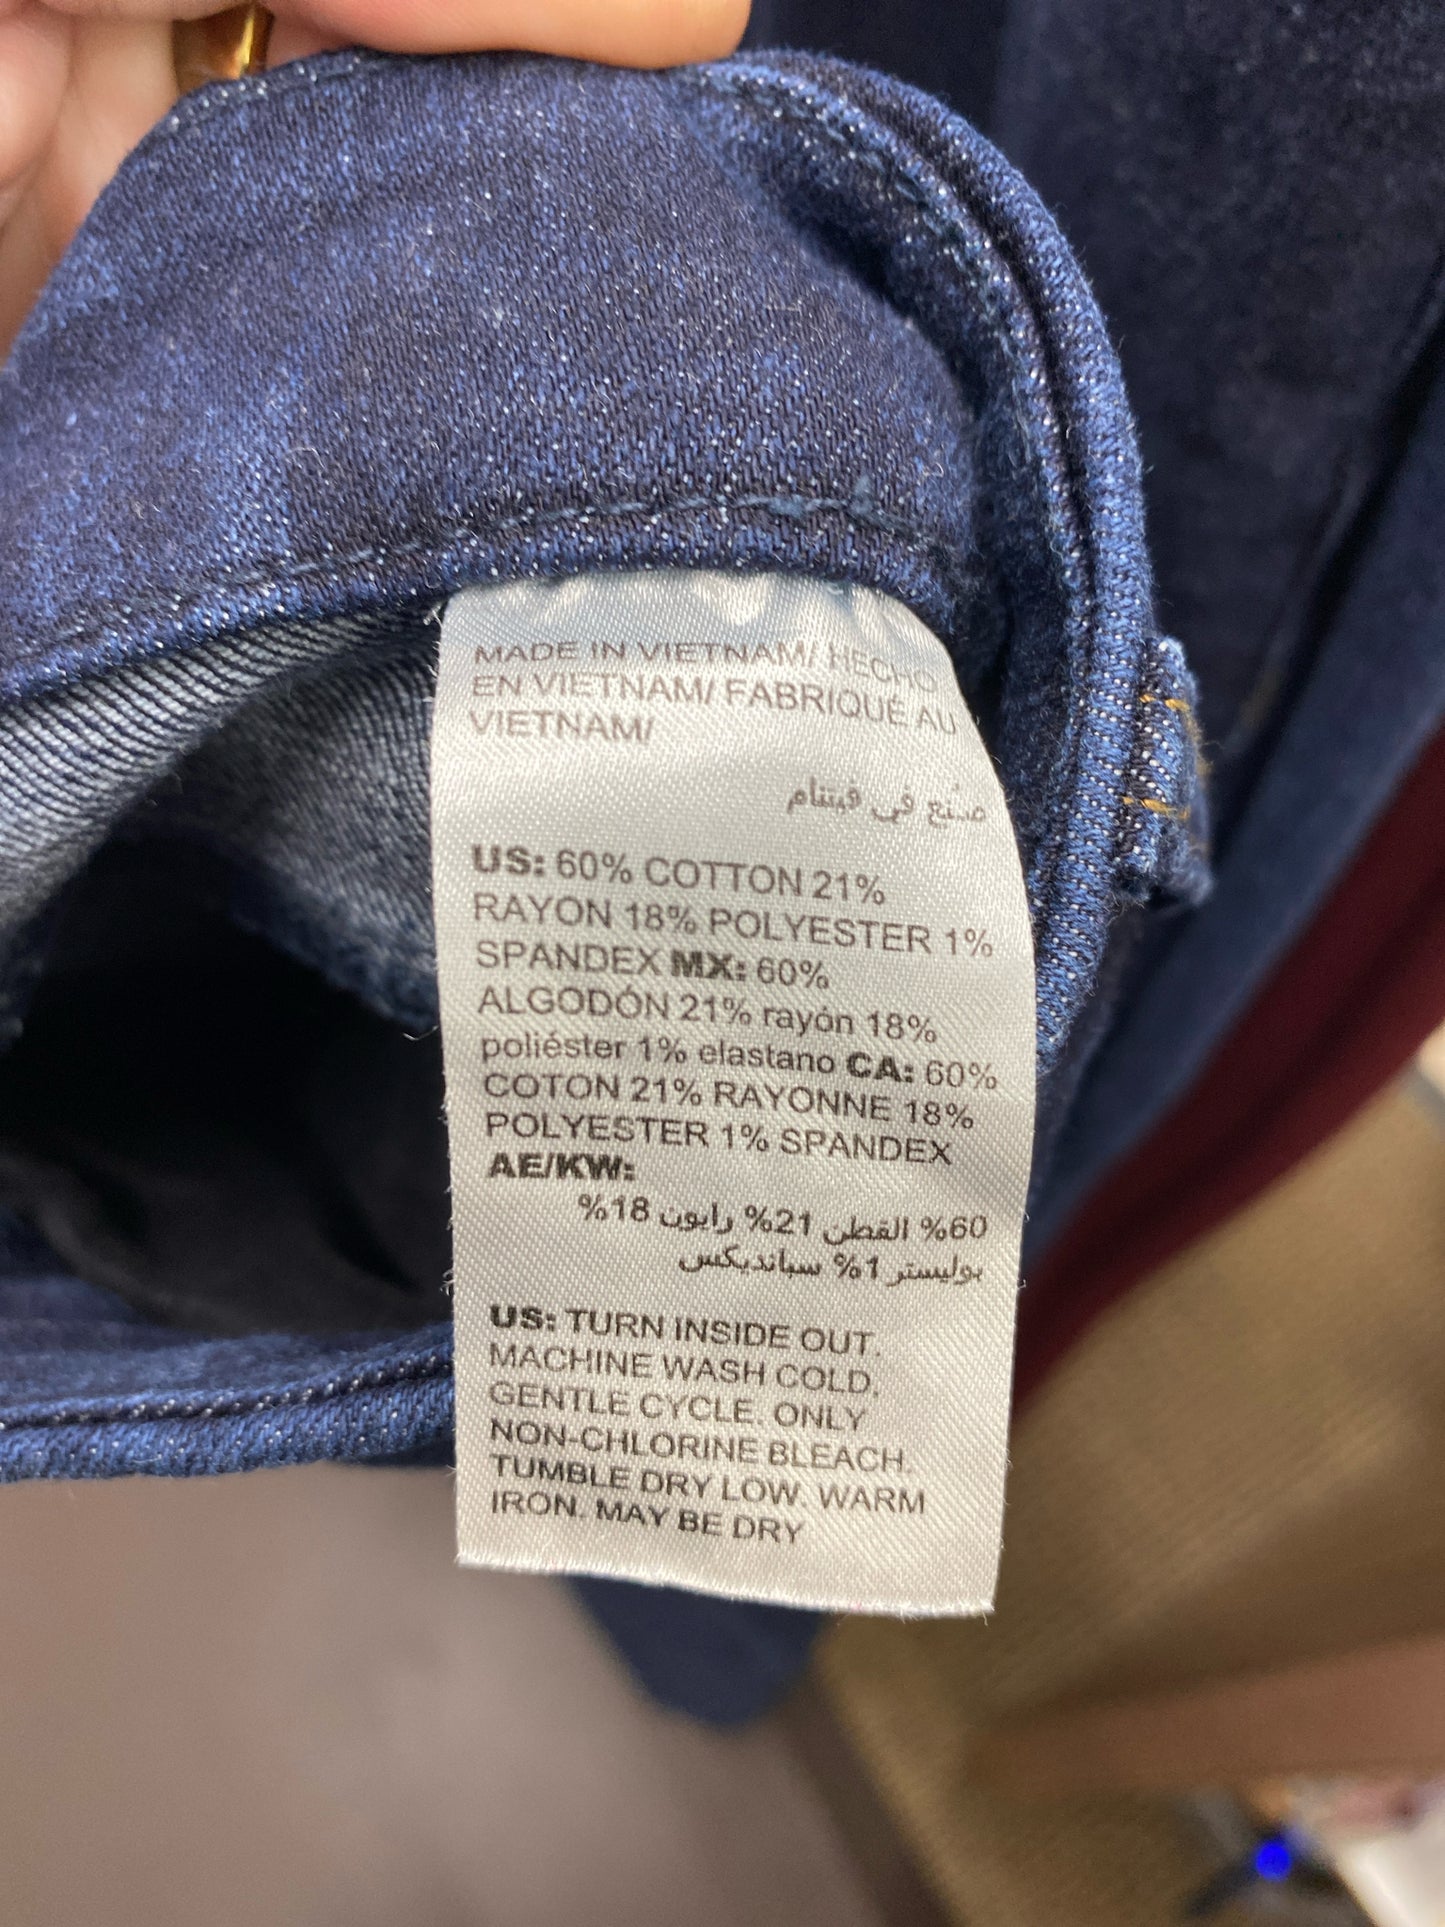 MADE IN VIETNAM/ HECHO
EN VIETNAM/ FABRIQUÉ AU
VIETNAM/
صُنع في فيتنام
US: 60% COTTON 21%
RAYON 18% POLYESTER 1%
SPANDEX MX: 60%
ALGODÓN 21% rayón 18%
poliéster 1% elastano CA: 60%
COTON 21% RAYONNE 18%
POLYESTER 1% SPANDEX
AE/KW:
60% القطن 21% رايون 18%
بوليستر 1% سبانديكس
US: TURN INSIDE OUT.
MACHINE WASH COLD,
GENTLE CYCLE. ONLY
NON-CHLORINE BLEACH.
TUMBLE DRY LOW. WARM
IRON. MAY BE DRY